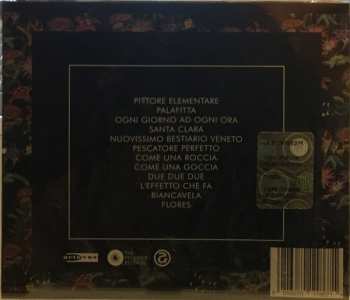 PITTORE ELEMENTARE
PALAFITTA
OGNI GIORNO AD OGNI ORA
SANTA CLARA
NUOVISSIMO BESTIARIO VENETO
PESCATORE PERFETTO
COME UNA ROCCIA
COME UNA GOCCIA
DUE DUE DUE
L'EFFETTO CHE FA
BIANCAVELA
FLORES